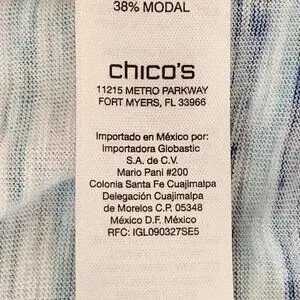 38% MODAL
chico's
11215 METRO PARKWAY
FORT MYERS, FL 33966
Importado en México por:
Importadora Globastic
S.A. de C.V.
Mario Pani #200
Colonia Santa Fe Cuajimalpa
Delegación Cuajimalpa
de Morelos C.P. 05348
México D.F. México
RFC: IGL090327SE5